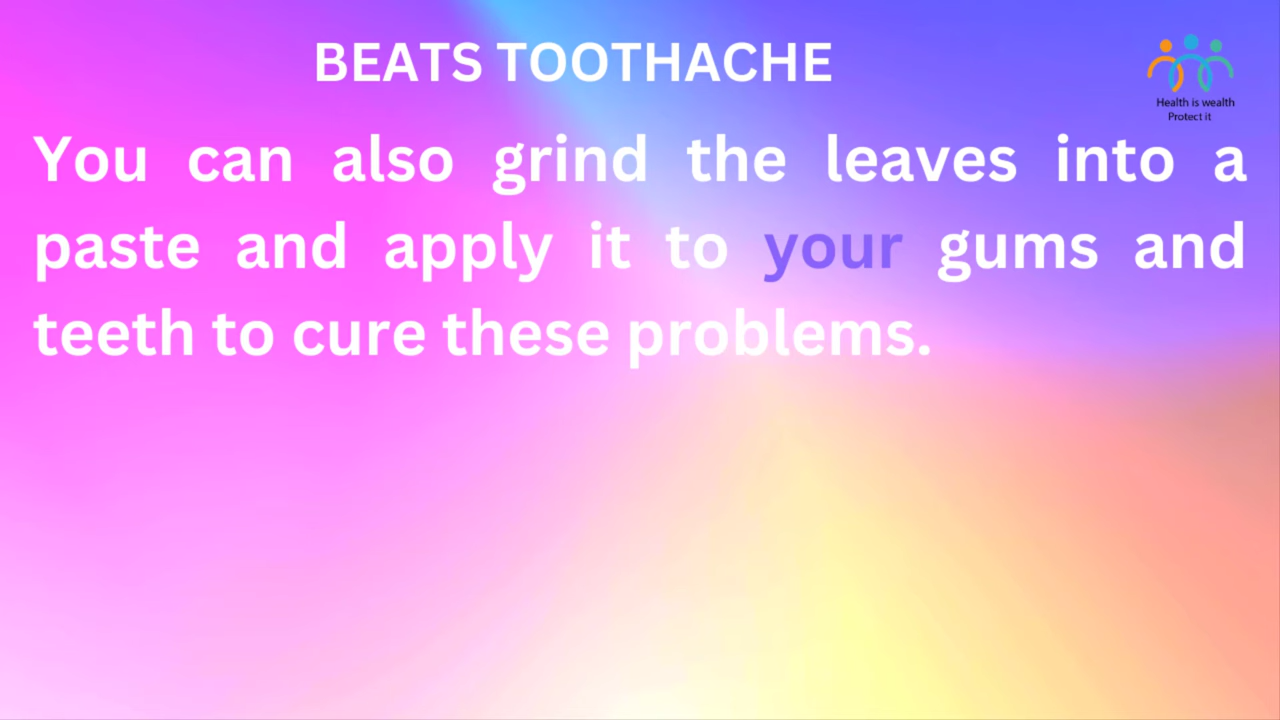 BEATS TOOTHACHE
Health is wealth
Protect it
You can also grind the leaves into a
paste and apply it to your gums and
teeth to cure these problems.